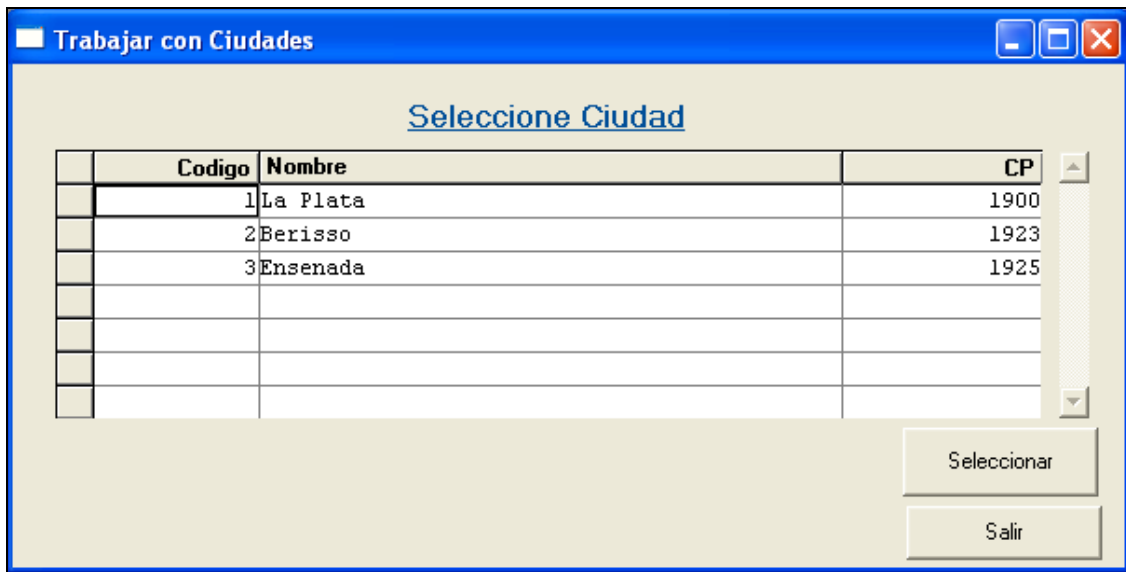 Trabajar con Ciudades
Seleccione Ciudad
Codigo Nombre CP
1 La Plata 1900
2 Berisso 1923
3 Ensenada 1925
Seleccionar
Salir